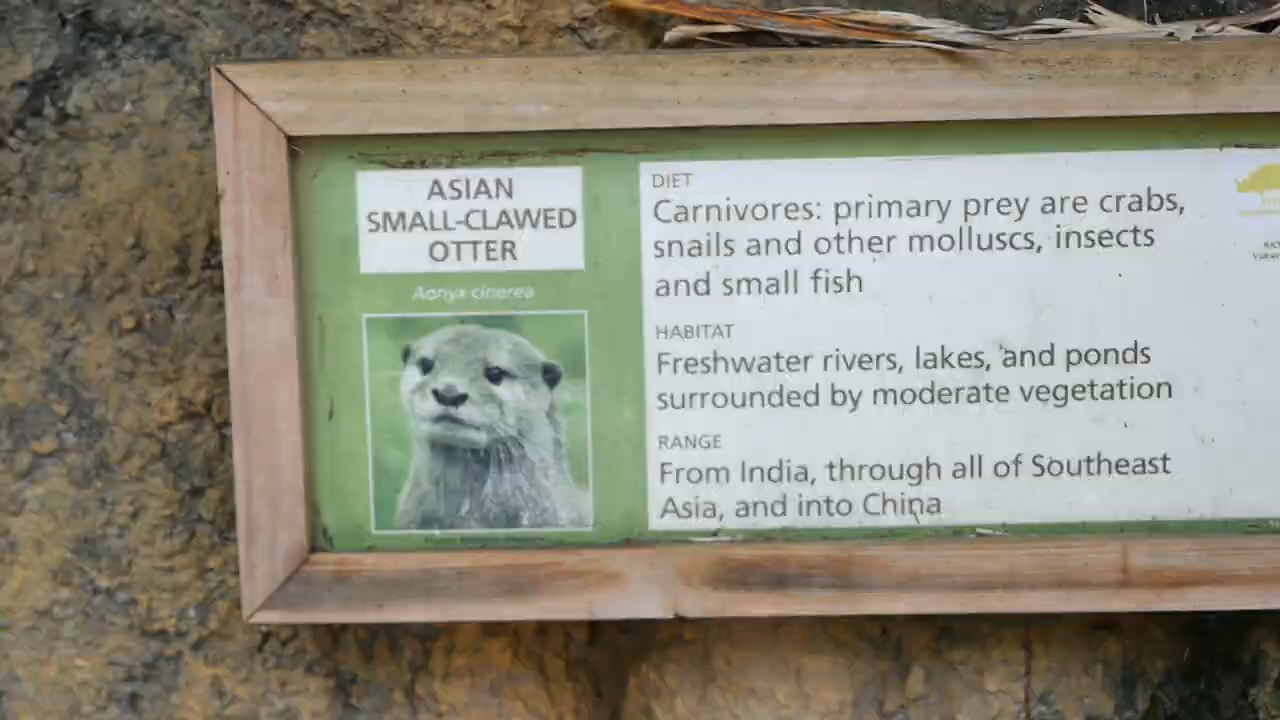 ASIAN
SMALL-CLAWED
OTTER
Aonyx cinerea
DIET
Carnivores: primary prey are crabs,
snails and other molluscs, insects
and small fish
HABITAT
Freshwater rivers, lakes, and ponds
surrounded by moderate vegetation
RANGE
From India, through all of Southeast
Asia, and into China